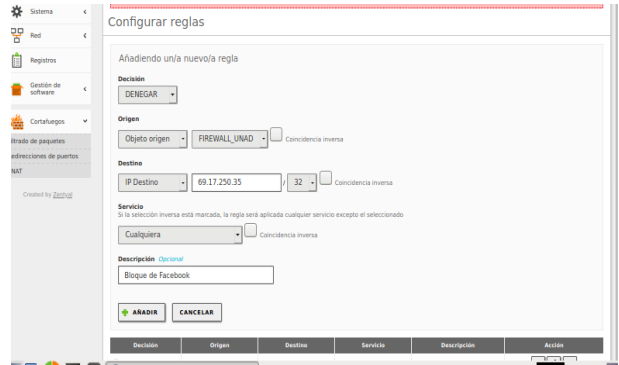 Sistema
Red
Registros
Gestión de
software
Cortafuegos
ltrado de paquetes
edirecciones de puertos
NAT
Created by Zentyal
Configurar reglas
Añadiendo un/a nuevo/a regla
Decisión
DENEGAR
Origen
Objeto origen FIREWALL_UNAD Coincidencia inversa
Destino
IP Destino 69.17.250.35 / 32 Coincidencia inversa
Servicio
Si la selección inversa está marcada, la regla será aplicada cualquier servicio excepto el seleccionado
Cualquiera Coincidencia inversa
Descripción Opcional
Bloque de Facebook
AÑADIR CANCELAR
Decisión Origen Destino Servicio Descripción Acción